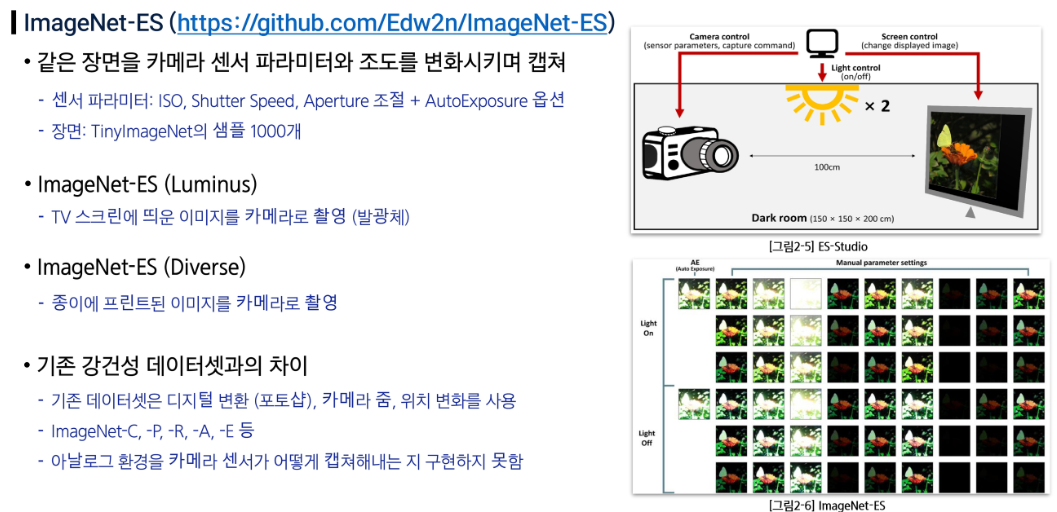 ImageNet-ES (https://github.com/Edw2n/ImageNet-ES)
• 같은 장면을 카메라 센서 파라미터와 조도를 변화시키며 캡쳐
- 센서 파라미터: ISO, Shutter Speed, Aperture 조절 + AutoExposure 옵션
- 장면: TinyImageNet의 샘플 1000개
• ImageNet-ES (Luminus)
- TV 스크린에 띄운 이미지를 카메라로 촬영 (발광체)
• ImageNet-ES (Diverse)
- 종이에 프린트된 이미지를 카메라로 촬영
• 기존 강건성 데이터셋과의 차이
- 기존 데이터셋은 디지털 변환 (포토샵), 카메라 줌, 위치 변화를 사용
- ImageNet-C, -P, -R, -A, -E 등
- 아날로그 환경을 카메라 센서가 어떻게 캡쳐해내는 지 구현하지 못함
Camera control
(sensor parameters, capture command)
Screen control
(change displayed image)
Light control
(on/off)
× 2
100cm
Dark room (150 × 150 × 200 cm)
[그림2-5] ES-Studio
AE
(Auto Exposure)
Manual parameter settings
Light
On
Light
Off
[그림2-6] ImageNet-ES